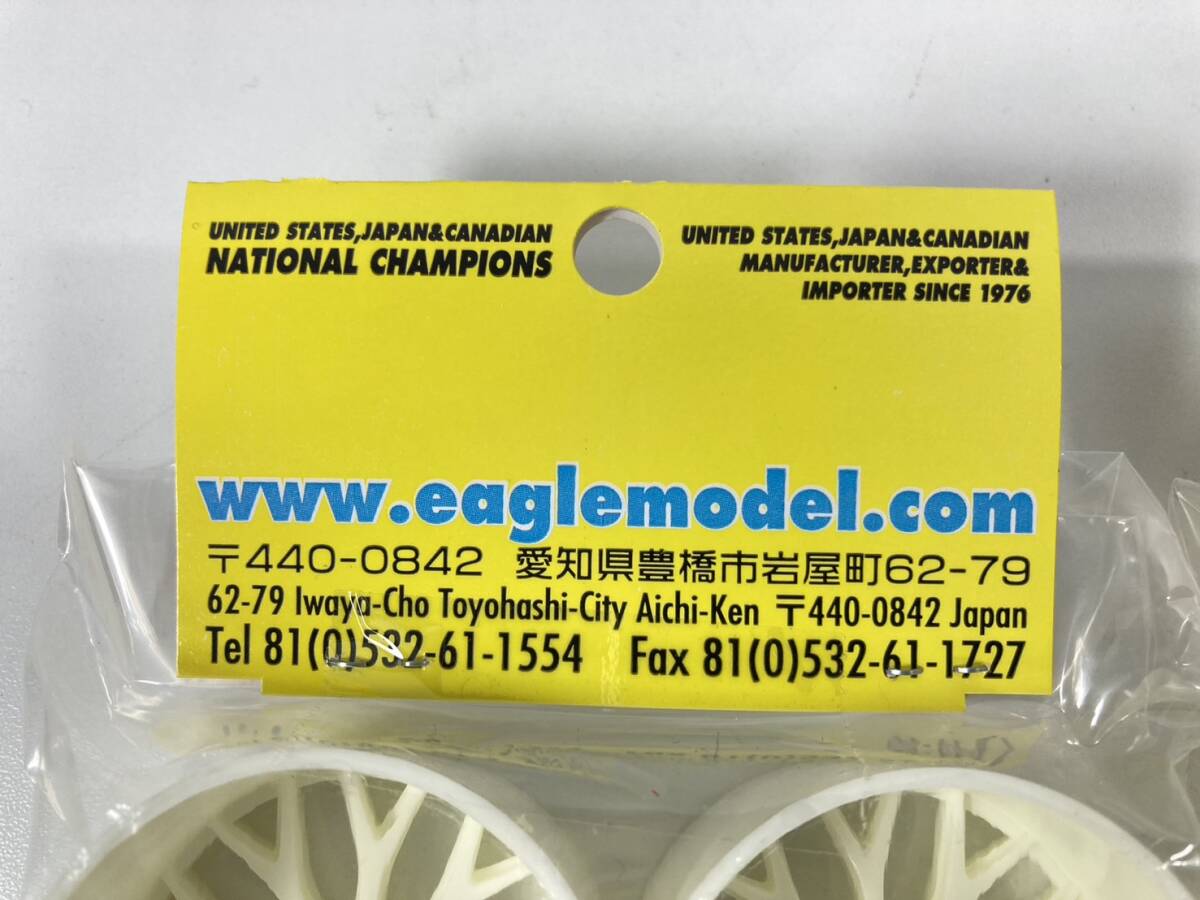 UNITED STATES,JAPAN&CANADIAN
NATIONAL CHAMPIONS
UNITED STATES,JAPAN&CANADIAN
MANUFACTURER,EXPORTER&
IMPORTER SINCE 1976
www.eaglemodel.com
〒440-0842 愛知県豊橋市岩屋町62-79
62-79 Iwaya-Cho Toyohashi-City Aichi-Ken 〒440-0842 Japan
Tel 81(0)532-61-1554 Fax 81(0)532-61-1727